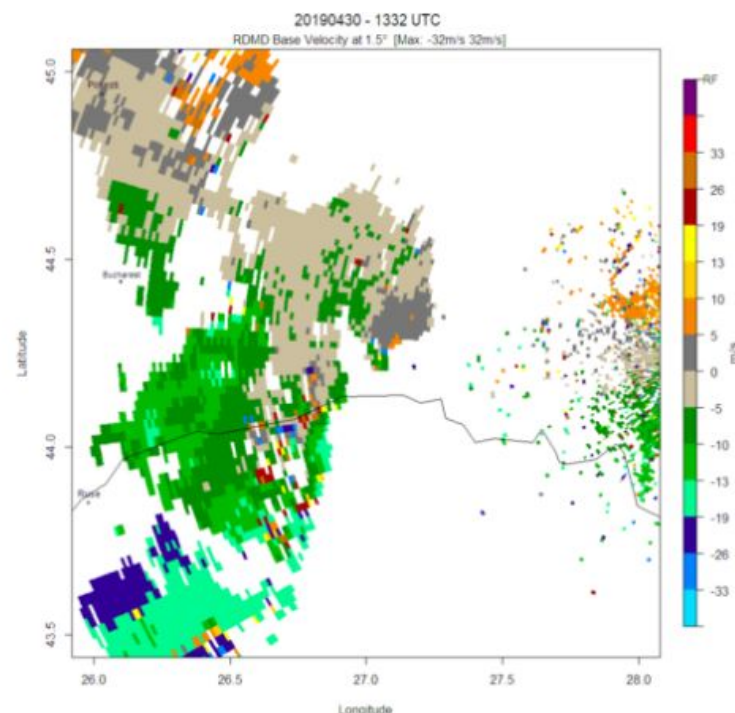 20190430 - 1332 UTC
RDMD Base Velocity at 1.5° [Max: -32m/s 32m/s]
RF
33
26
19
13
10
5
0
-5
-10
-13
-19
-26
-33
m/s
45.0
44.5
44.0
43.5
Latitude
Ploiesti
Bucharest
Ruse
26.0 26.5 27.0 27.5 28.0
Longitude